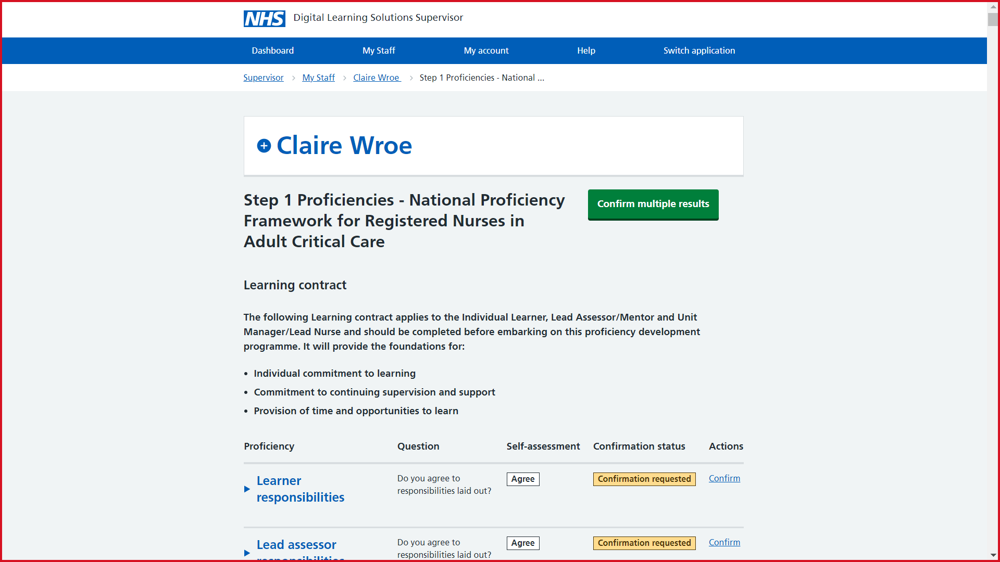 NHS Digital Learning Solutions Supervisor
Dashboard My Staff My account Help Switch application
Supervisor My Staff Claire Wroe Step 1 Proficiencies - National ...
Claire Wroe
Step 1 Proficiencies - National Proficiency
Framework for Registered Nurses in
Adult Critical Care
Confirm multiple results
Learning contract
The following Learning contract applies to the Individual Learner, Lead Assessor/Mentor and Unit
Manager/Lead Nurse and should be completed before embarking on this proficiency development
programme. It will provide the foundations for:
• Individual commitment to learning
• Commitment to continuing supervision and support
• Provision of time and opportunities to learn
Proficiency Question Self-assessment Confirmation status Actions
Learner
responsibilities
Do you agree to
responsibilities laid out?
Agree
Confirmation requested
Confirm
Lead assessor
responsibilities
Do you agree to
responsibilities laid out?
Agree
Confirmation requested
Confirm